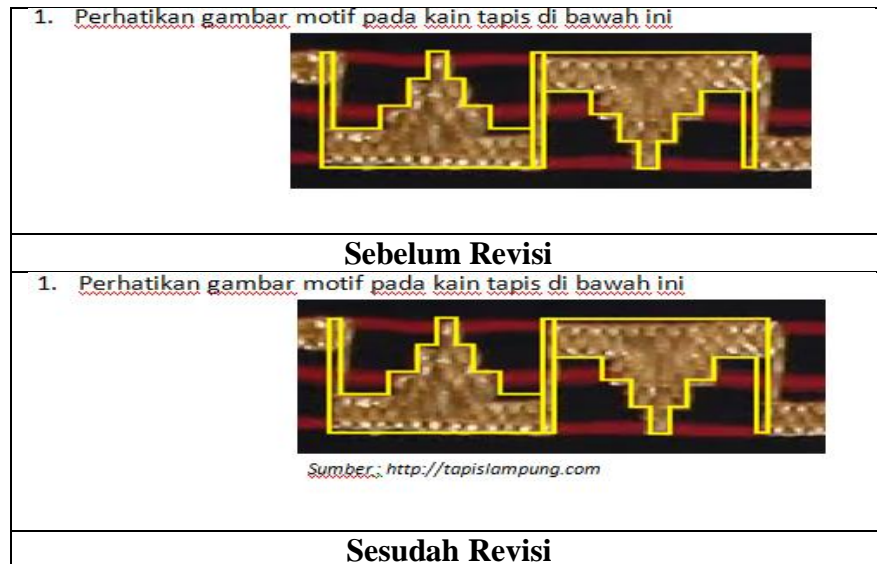 1. Perhatikan gambar motif pada kain tapis di bawah ini
Sebelum Revisi
1. Perhatikan gambar motif pada kain tapis di bawah ini
Sumber : http://tapislampung.com
Sesudah Revisi